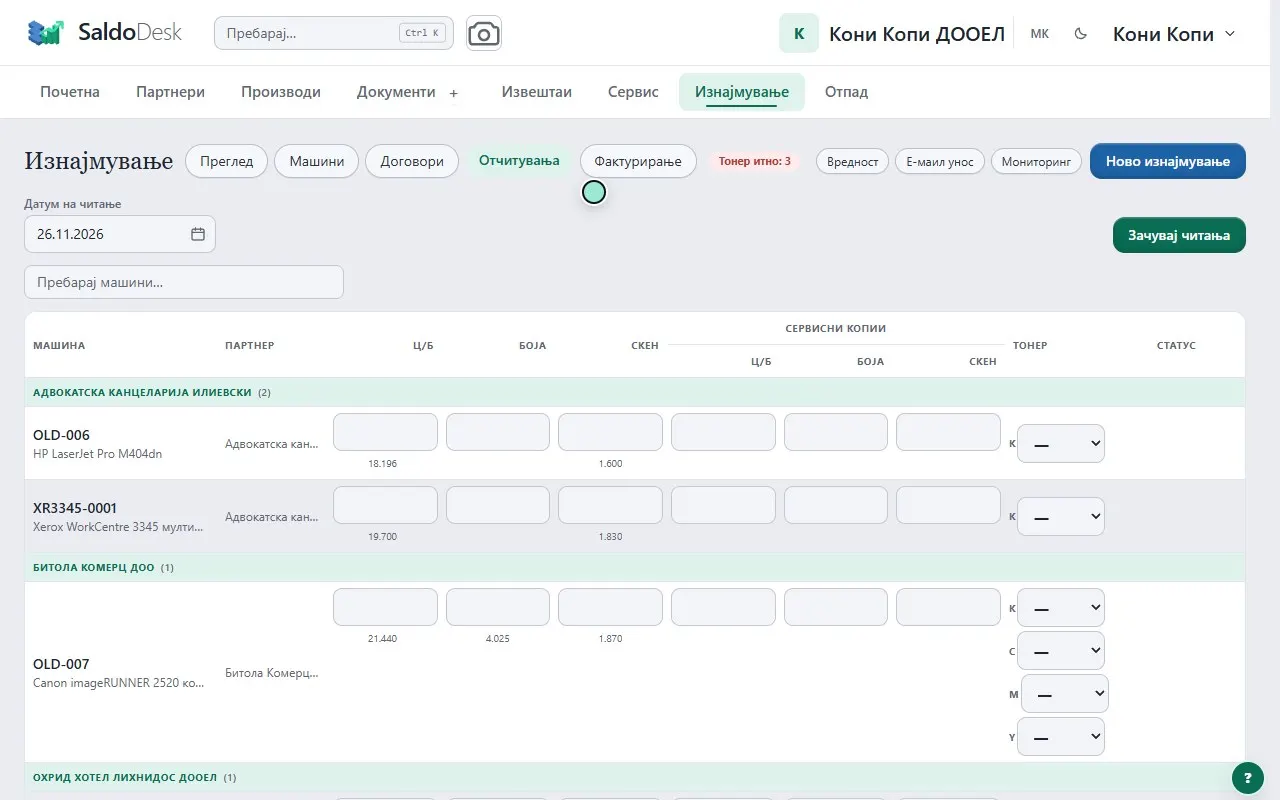 SaldoDesk
Пребарај... Ctrl K
К Кони Копи ДООЕЛ МК Кони Копи
Почетна Партнери Производи Документи + Извештаи Сервис Изнајмување Отпад
Изнајмување Преглед Машини Договори Отчитувања Фактурирање Тонер итно: 3 Вредност Е-маил унос Мониторинг Ново изнајмување
Датум на читање
26.11.2026
Зачувај читања
Пребарај машини...
СЕРВИСНИ КОПИИ
МАШИНА ПАРТНЕР Ц/Б БОЈА СКЕН ТОНЕР СТАТУС
Ц/Б БОЈА СКЕН
АДВОКАТСКА КАНЦЕЛАРИЈА ИЛИЕВСКИ (2)
OLD-006
HP LaserJet Pro M404dn
Адвокатска кан...
K —
18.196 1.600
XR3345-0001
Xerox WorkCentre 3345 мулти...
Адвокатска кан...
K —
19.700 1.830
БИТОЛА КОМЕРЦ ДОО (1)
K —
21.440 4.025 1.870
C —
OLD-007
Canon imageRUNNER 2520 ко...
Битола Комерц...
M —
Y —
ОХРИД ХОТЕЛ ЛИХНИДОС ДООЕЛ (1)
?